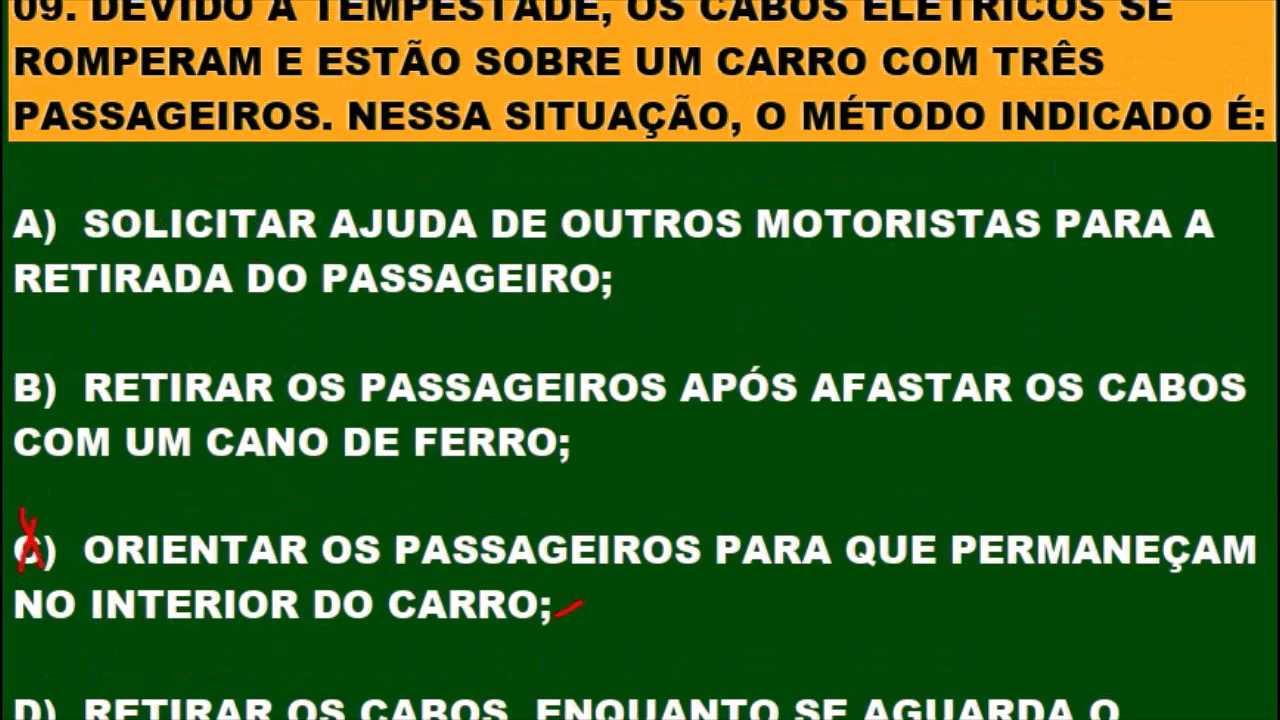 09. DEVIDO A TEMPESTADE, OS CABOS ELÉTRICOS SE
ROMPERAM E ESTÃO SOBRE UM CARRO COM TRÊS
PASSAGEIROS. NESSA SITUAÇÃO, O MÉTODO INDICADO É:
A) SOLICITAR AJUDA DE OUTROS MOTORISTAS PARA A
RETIRADA DO PASSAGEIRO;
B) RETIRAR OS PASSAGEIROS APÓS AFASTAR OS CABOS
COM UM CANO DE FERRO;
C) ORIENTAR OS PASSAGEIROS PARA QUE PERMANEÇAM
NO INTERIOR DO CARRO;
D) RETIRAR OS CABOS, ENQUANTO SE AGUARDA O